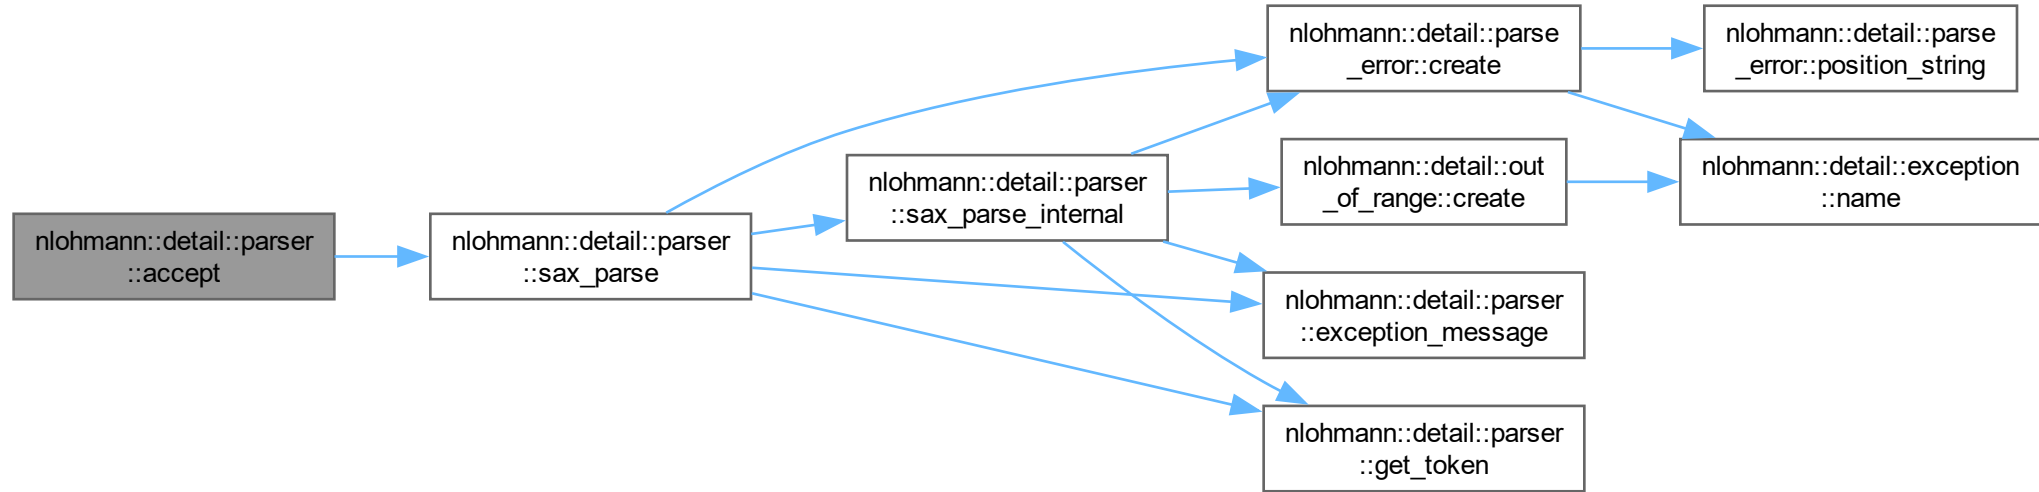 nlohmann::detail::parser
::accept
nlohmann::detail::parser
::sax_parse
nlohmann::detail::parser
::sax_parse_internal
nlohmann::detail::parse
_error::create
nlohmann::detail::out
_of_range::create
nlohmann::detail::parser
::exception_message
nlohmann::detail::parser
::get_token
nlohmann::detail::parse
_error::position_string
nlohmann::detail::exception
::name